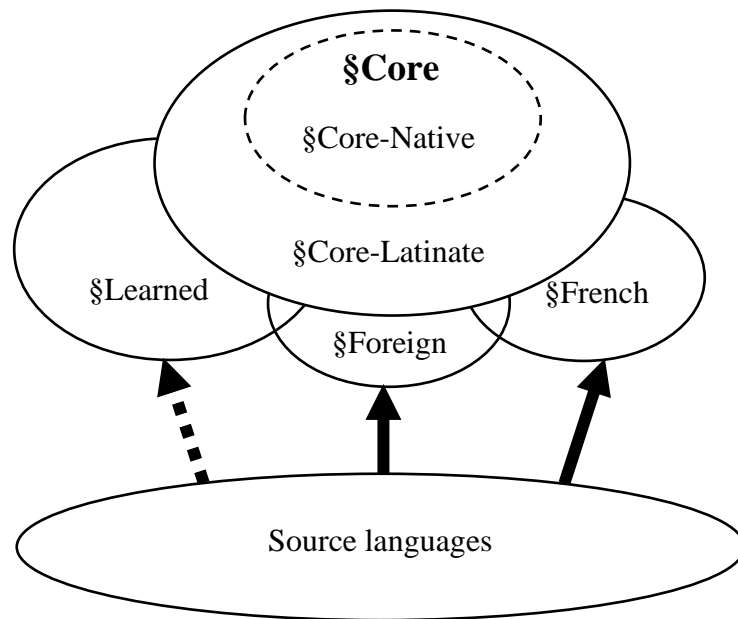 §Core
§Core-Native
§Core-Latinate
§Learned
§French
§Foreign
Source languages